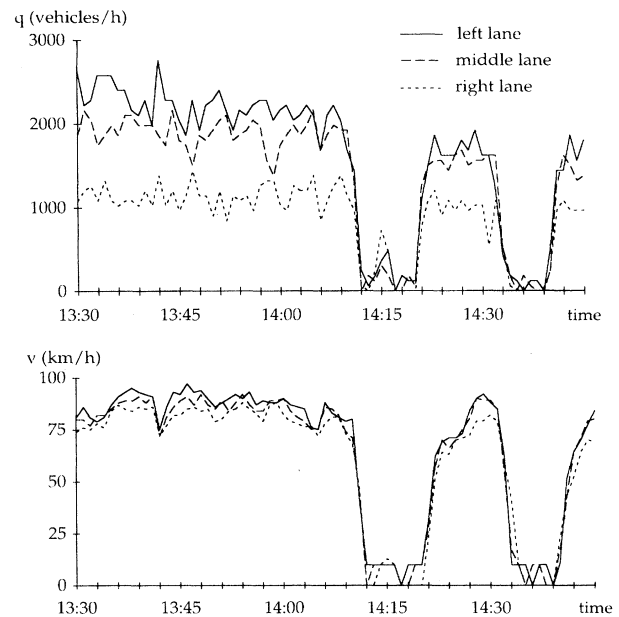 q (vehicles/h)
3000
2000
1000
0
left lane
middle lane
right lane
13:30 13:45 14:00 14:15 14:30 time
v (km/h)
100
75
50
25
0
13:30 13:45 14:00 14:15 14:30 time